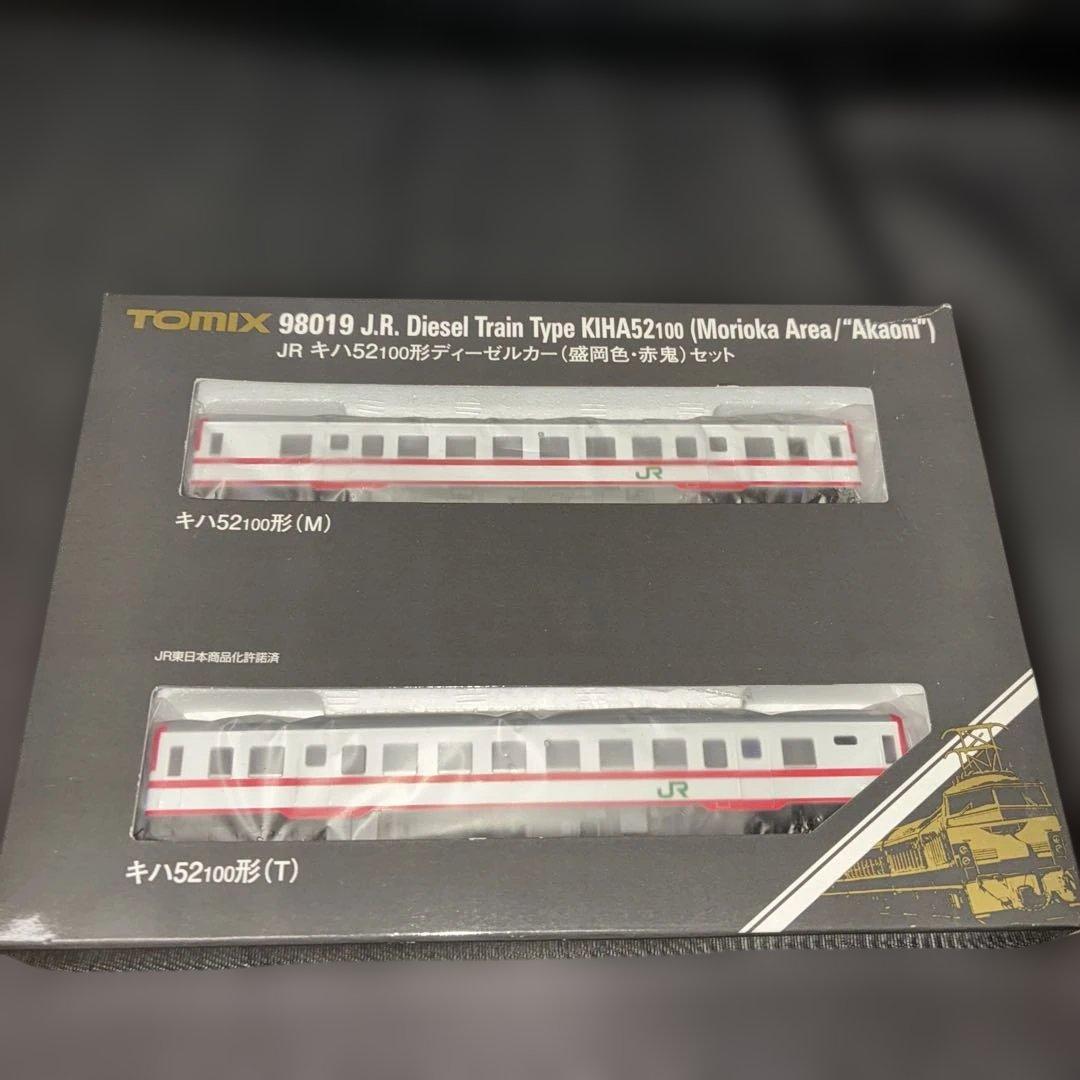 TOMIX 98019 J.R. Diesel Train Type KIHA52100 (Morioka Area/“Akaoni”)
JR キハ52100形ディーゼルカー（盛岡色・赤鬼）セット
JR
キハ52100形（M）
JR東日本商品化許諾済
JR
キハ52100形（T）